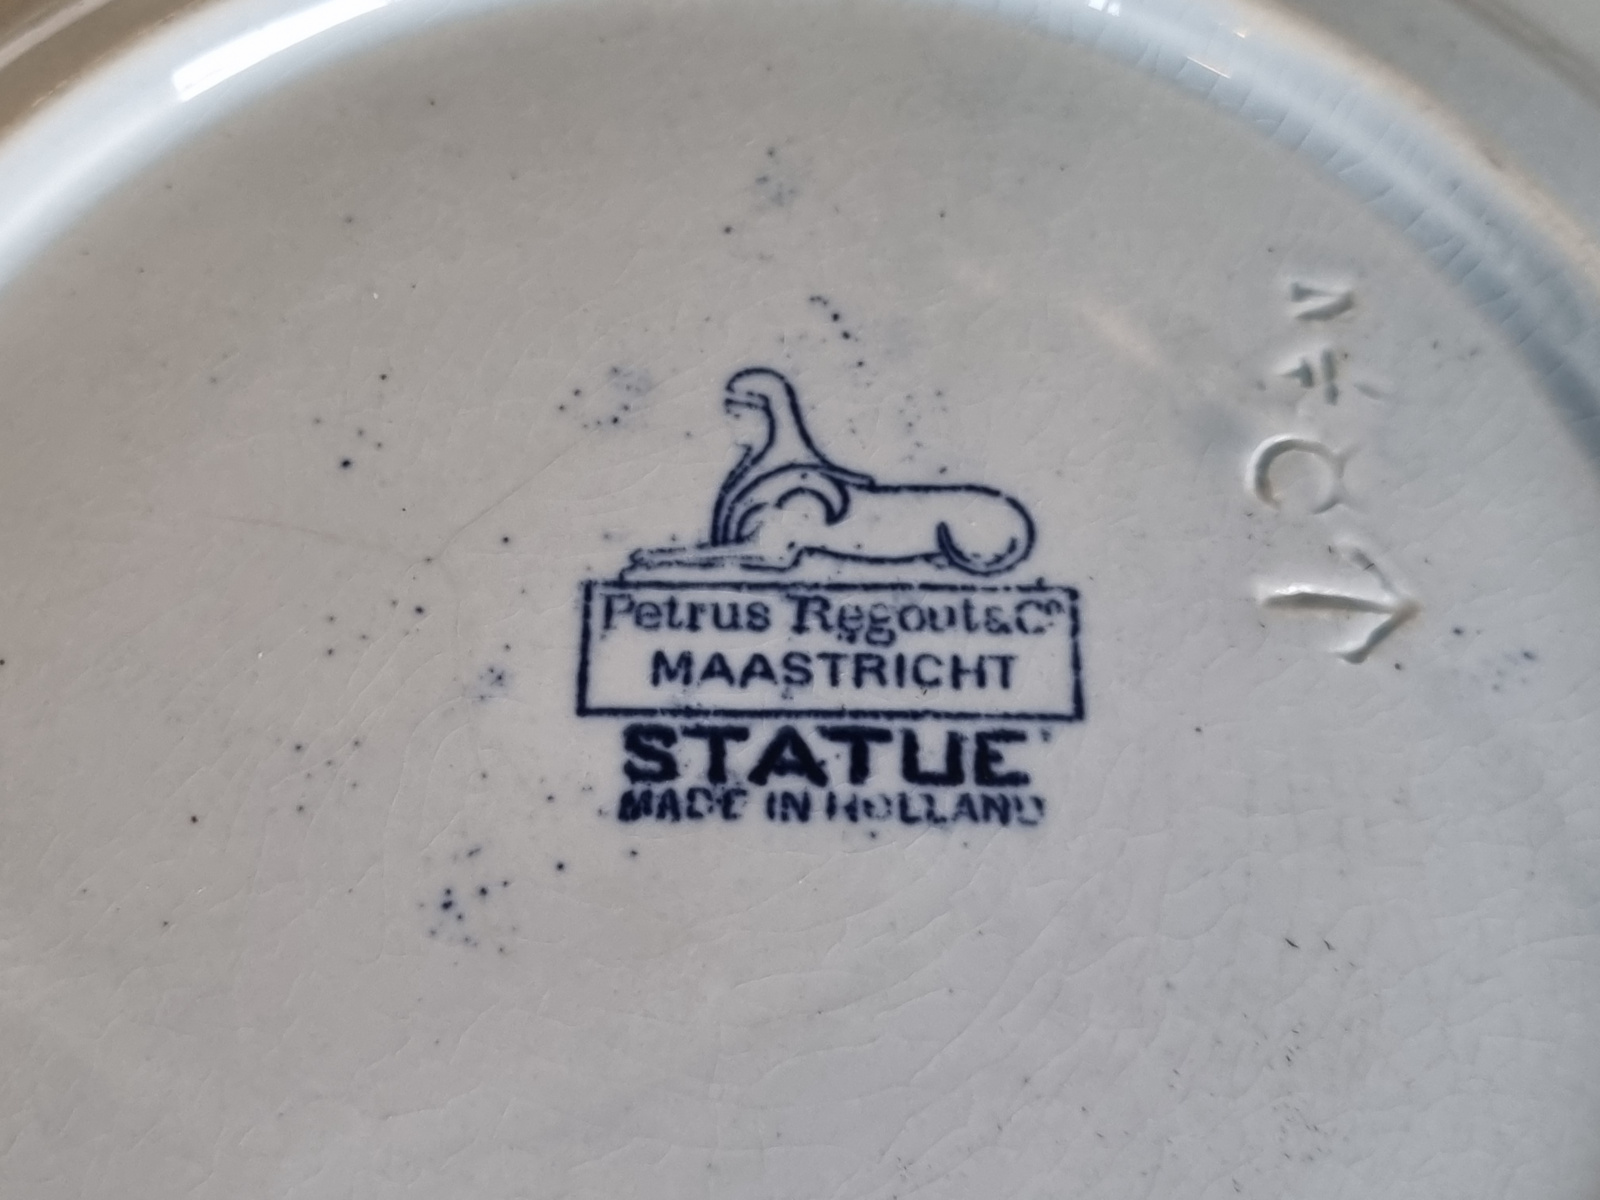 Petrus Regout & Co
MAASTRICHT
STATUE
MADE IN HOLLAND